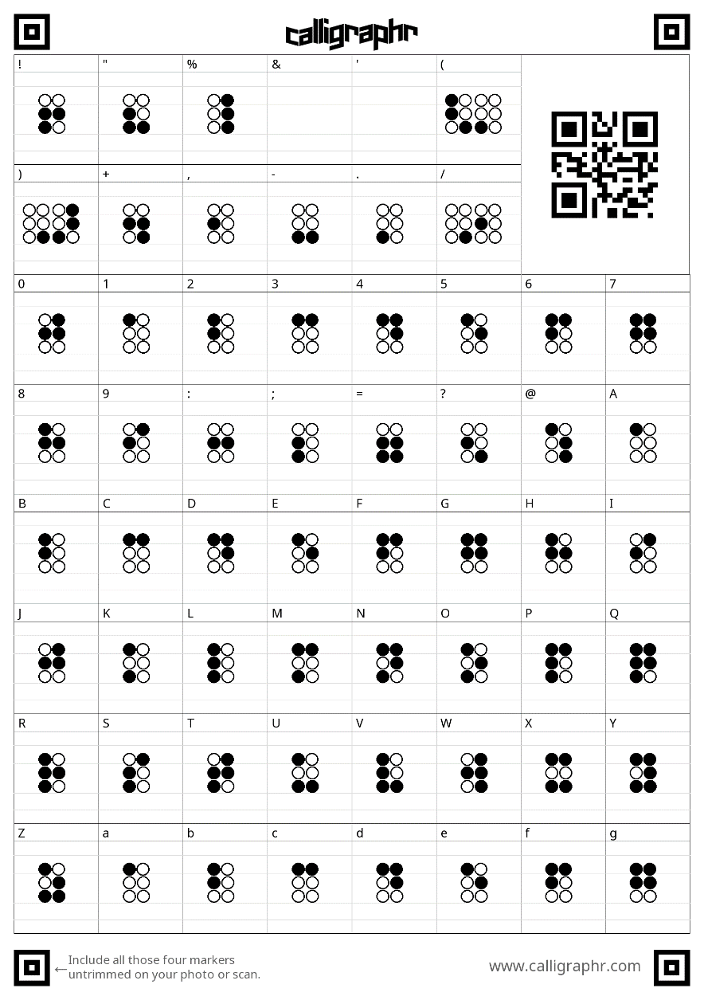 calligraphr
! " % & ' (
) + , - . /
0 1 2 3 4 5 6 7
8 9 : ; = ? @ A
B C D E F G H I
J K L M N O P Q
R S T U V W X Y
Z a b c d e f g
←Include all those four markers
untrimmed on your photo or scan.
www.calligraphr.com